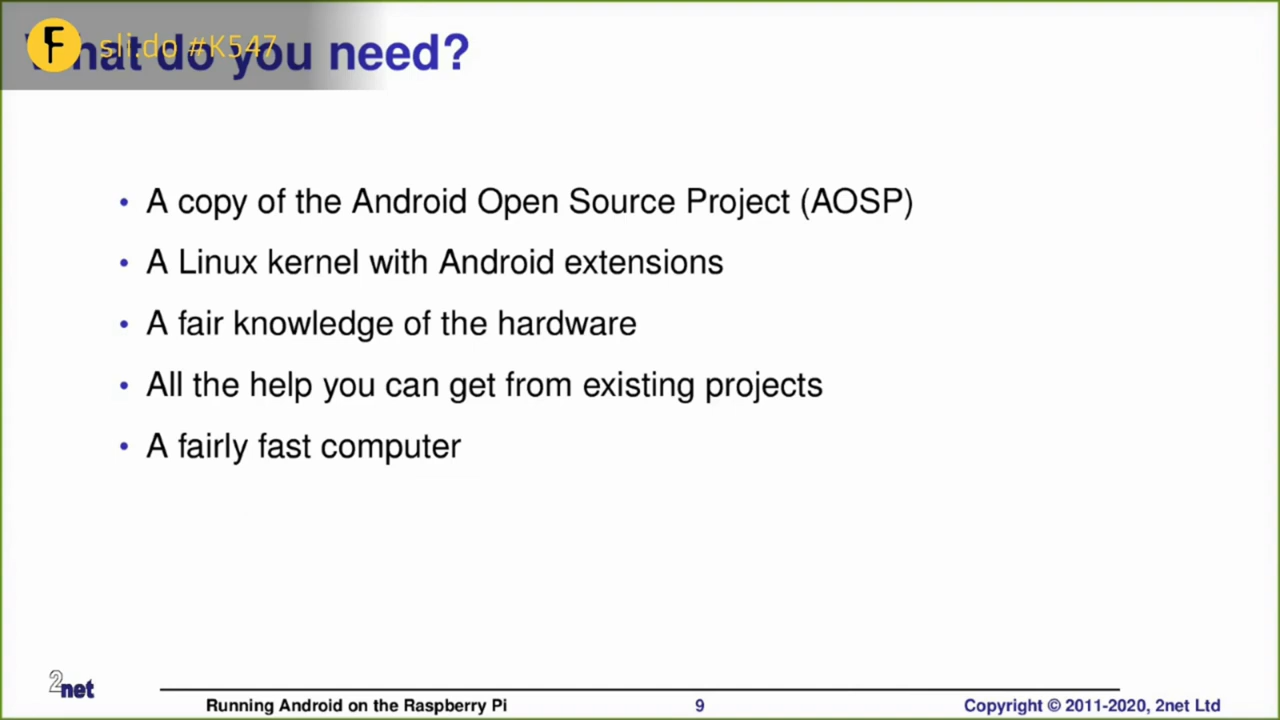 What do you need?
sli.do #K547
• A copy of the Android Open Source Project (AOSP)
• A Linux kernel with Android extensions
• A fair knowledge of the hardware
• All the help you can get from existing projects
• A fairly fast computer
2net
Running Android on the Raspberry Pi
9
Copyright © 2011-2020, 2net Ltd